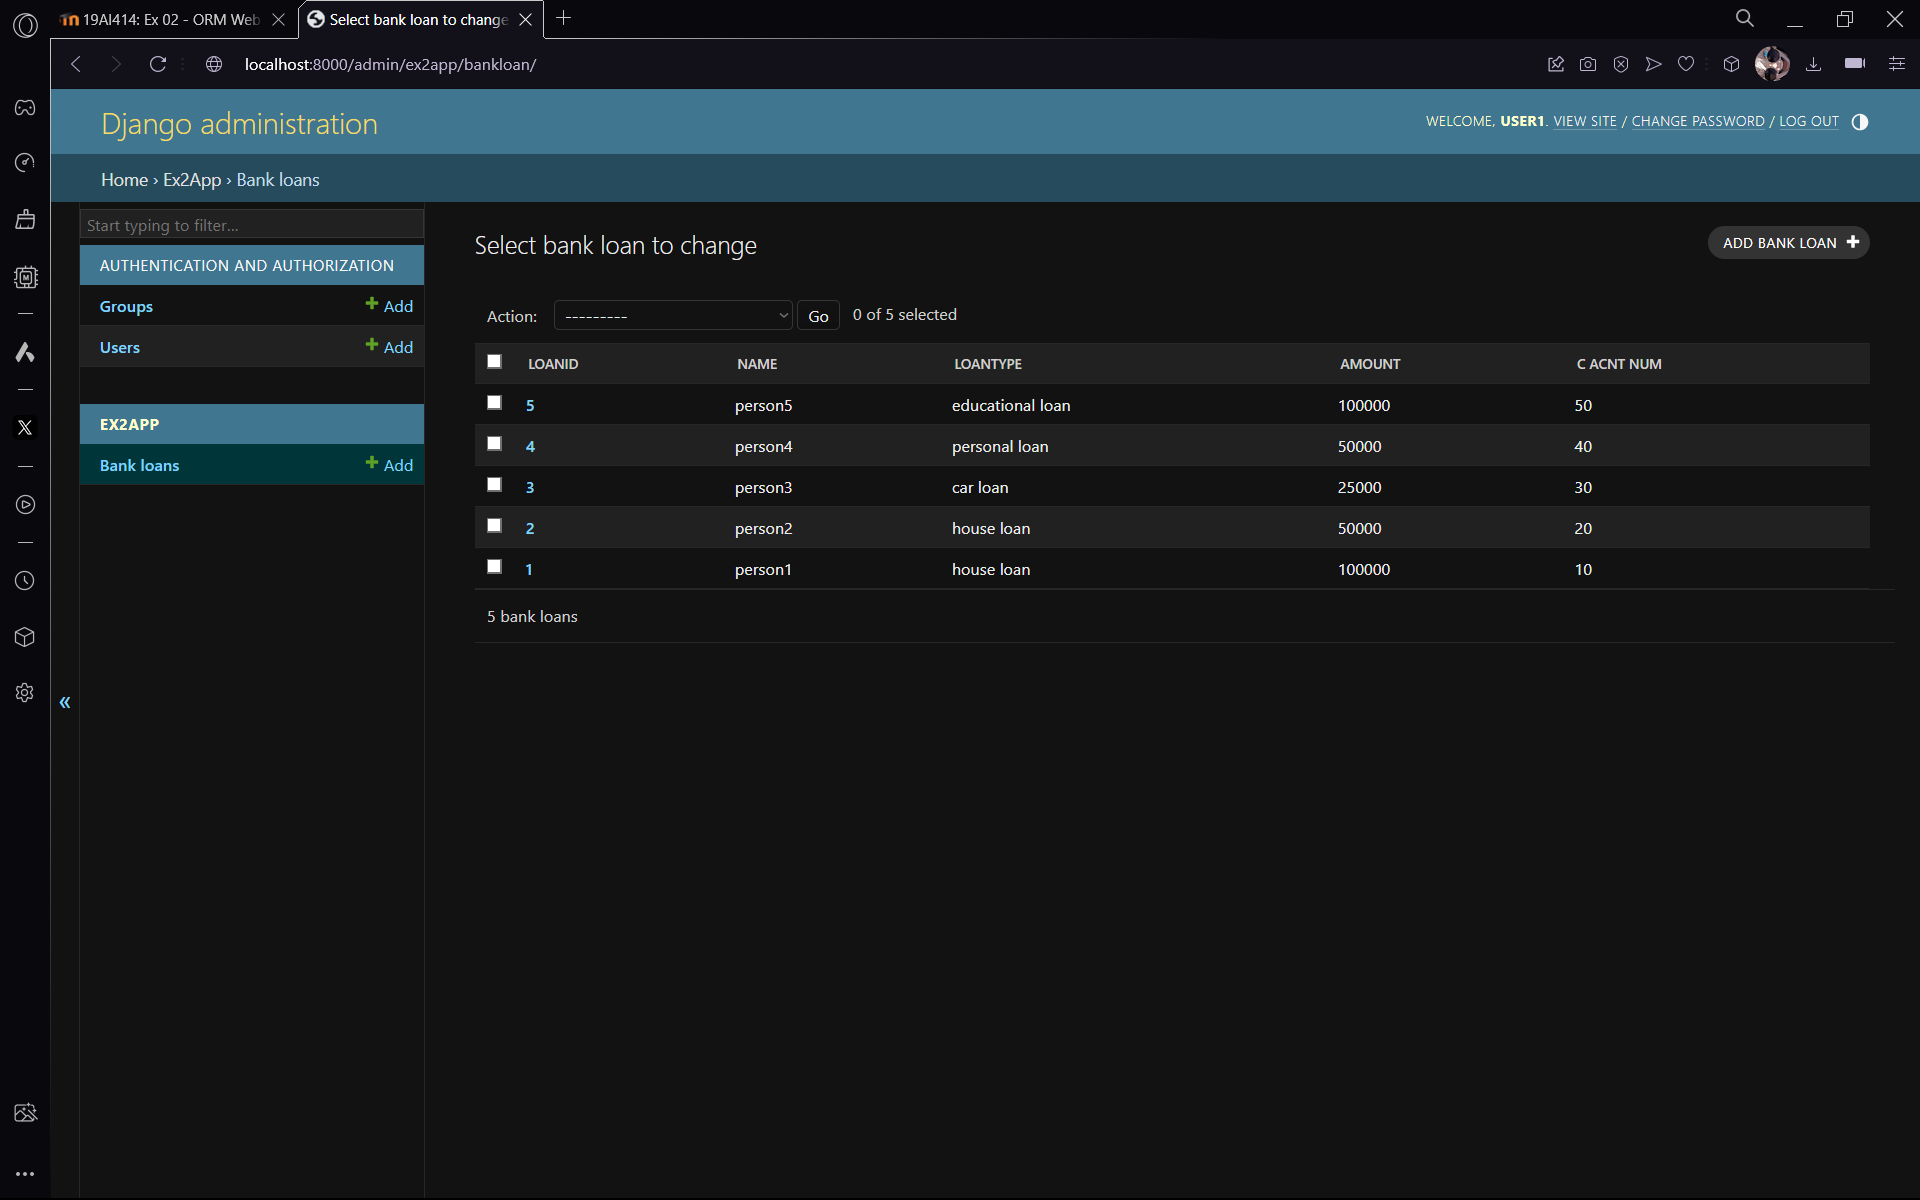 19AI414: Ex 02 - ORM Web
Select bank loan to change
localhost:8000/admin/ex2app/bankloan/
Django administration
WELCOME, USER1. VIEW SITE / CHANGE PASSWORD / LOG OUT
Home › Ex2App › Bank loans
Start typing to filter...
AUTHENTICATION AND AUTHORIZATION
Groups Add
Users Add
EX2APP
Bank loans Add
Select bank loan to change
ADD BANK LOAN
Action: --------- Go 0 of 5 selected
LOANID NAME LOANTYPE AMOUNT C ACNT NUM
5 person5 educational loan 100000 50
4 person4 personal loan 50000 40
3 person3 car loan 25000 30
2 person2 house loan 50000 20
1 person1 house loan 100000 10
5 bank loans